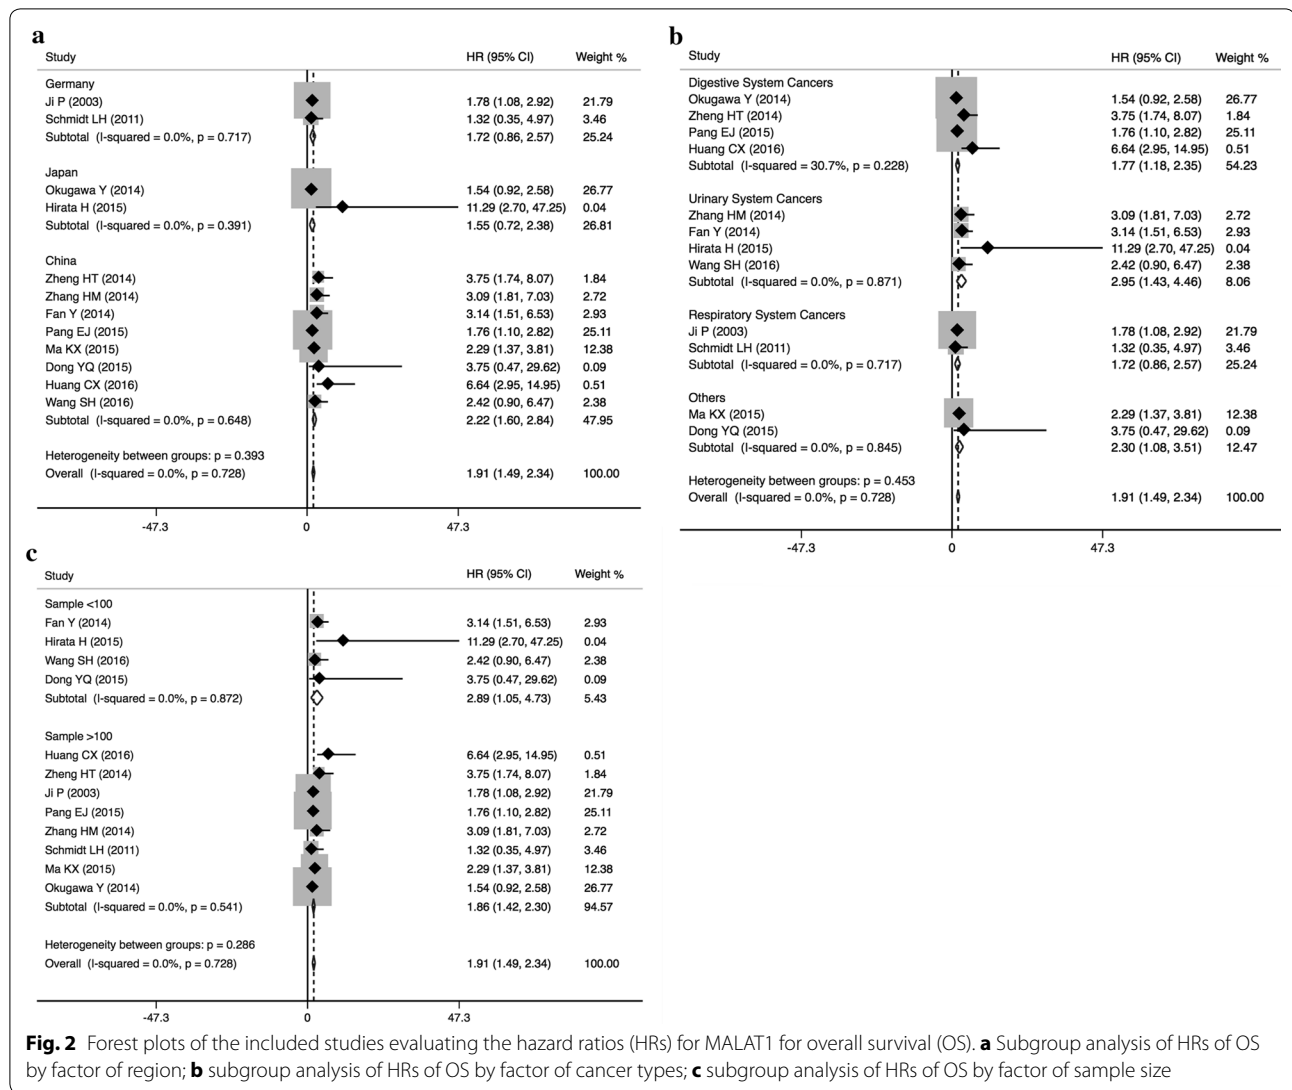 a
Study HR (95% CI) Weight %
Germany
Ji P (2003) 1.78 (1.08, 2.92) 21.79
Schmidt LH (2011) 1.32 (0.35, 4.97) 3.46
Subtotal (I-squared = 0.0%, p = 0.717) 1.72 (0.86, 2.57) 25.24
Japan
Okugawa Y (2014) 1.54 (0.92, 2.58) 26.77
Hirata H (2015) 11.29 (2.70, 47.25) 0.04
Subtotal (I-squared = 0.0%, p = 0.391) 1.55 (0.72, 2.38) 26.81
China
Zheng HT (2014) 3.75 (1.74, 8.07) 1.84
Zhang HM (2014) 3.09 (1.81, 7.03) 2.72
Fan Y (2014) 3.14 (1.51, 6.53) 2.93
Pang EJ (2015) 1.76 (1.10, 2.82) 25.11
Ma KX (2015) 2.29 (1.37, 3.81) 12.38
Dong YQ (2015) 3.75 (0.47, 29.62) 0.09
Huang CX (2016) 6.64 (2.95, 14.95) 0.51
Wang SH (2016) 2.42 (0.90, 6.47) 2.38
Subtotal (I-squared = 0.0%, p = 0.648) 2.22 (1.60, 2.84) 47.95
Heterogeneity between groups: p = 0.393
Overall (I-squared = 0.0%, p = 0.728) 1.91 (1.49, 2.34) 100.00
-47.3 0 47.3
b
Study HR (95% CI) Weight %
Digestive System Cancers
Okugawa Y (2014) 1.54 (0.92, 2.58) 26.77
Zheng HT (2014) 3.75 (1.74, 8.07) 1.84
Pang EJ (2015) 1.76 (1.10, 2.82) 25.11
Huang CX (2016) 6.64 (2.95, 14.95) 0.51
Subtotal (I-squared = 30.7%, p = 0.228) 1.77 (1.18, 2.35) 54.23
Urinary System Cancers
Zhang HM (2014) 3.09 (1.81, 7.03) 2.72
Fan Y (2014) 3.14 (1.51, 6.53) 2.93
Hirata H (2015) 11.29 (2.70, 47.25) 0.04
Wang SH (2016) 2.42 (0.90, 6.47) 2.38
Subtotal (I-squared = 0.0%, p = 0.871) 2.95 (1.43, 4.46) 8.06
Respiratory System Cancers
Ji P (2003) 1.78 (1.08, 2.92) 21.79
Schmidt LH (2011) 1.32 (0.35, 4.97) 3.46
Subtotal (I-squared = 0.0%, p = 0.717) 1.72 (0.86, 2.57) 25.24
Others
Ma KX (2015) 2.29 (1.37, 3.81) 12.38
Dong YQ (2015) 3.75 (0.47, 29.62) 0.09
Subtotal (I-squared = 0.0%, p = 0.845) 2.30 (1.08, 3.51) 12.47
Heterogeneity between groups: p = 0.453
Overall (I-squared = 0.0%, p = 0.728) 1.91 (1.49, 2.34) 100.00
-47.3 0 47.3
c
Study HR (95% CI) Weight %
Sample <100
Fan Y (2014) 3.14 (1.51, 6.53) 2.93
Hirata H (2015) 11.29 (2.70, 47.25) 0.04
Wang SH (2016) 2.42 (0.90, 6.47) 2.38
Dong YQ (2015) 3.75 (0.47, 29.62) 0.09
Subtotal (I-squared = 0.0%, p = 0.872) 2.89 (1.05, 4.73) 5.43
Sample >100
Huang CX (2016) 6.64 (2.95, 14.95) 0.51
Zheng HT (2014) 3.75 (1.74, 8.07) 1.84
Ji P (2003) 1.78 (1.08, 2.92) 21.79
Pang EJ (2015) 1.76 (1.10, 2.82) 25.11
Zhang HM (2014) 3.09 (1.81, 7.03) 2.72
Schmidt LH (2011) 1.32 (0.35, 4.97) 3.46
Ma KX (2015) 2.29 (1.37, 3.81) 12.38
Okugawa Y (2014) 1.54 (0.92, 2.58) 26.77
Subtotal (I-squared = 0.0%, p = 0.541) 1.86 (1.42, 2.30) 94.57
Heterogeneity between groups: p = 0.286
Overall (I-squared = 0.0%, p = 0.728) 1.91 (1.49, 2.34) 100.00
-47.3 0 47.3
Fig. 2 Forest plots of the included studies evaluating the hazard ratios (HRs) for MALAT1 for overall survival (OS). a Subgroup analysis of HRs of OS
by factor of region; b subgroup analysis of HRs of OS by factor of cancer types; c subgroup analysis of HRs of OS by factor of sample size